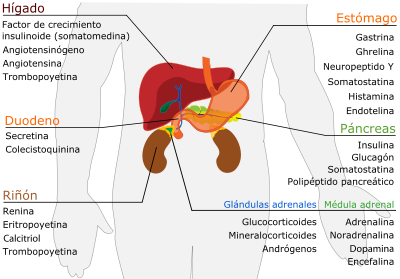 Hígado
Factor de crecimiento
insulinoide (somatomedina)
Angiotensinógeno
Angiotensina
Trombopoyetina
Duodeno
Secretina
Colecistoquinina
Riñón
Renina
Eritropoyetina
Calcitriol
Trombopoyetina
Estómago
Gastrina
Ghrelina
Neuropeptido Y
Somatostatina
Histamina
Endotelina
Páncreas
Insulina
Glucagón
Somatostatina
Polipéptido pancreático
Glándulas adrenales
Glucocorticoides
Mineralocorticoides
Andrógenos
Médula adrenal
Adrenalina
Noradrenalina
Dopamina
Encefalina